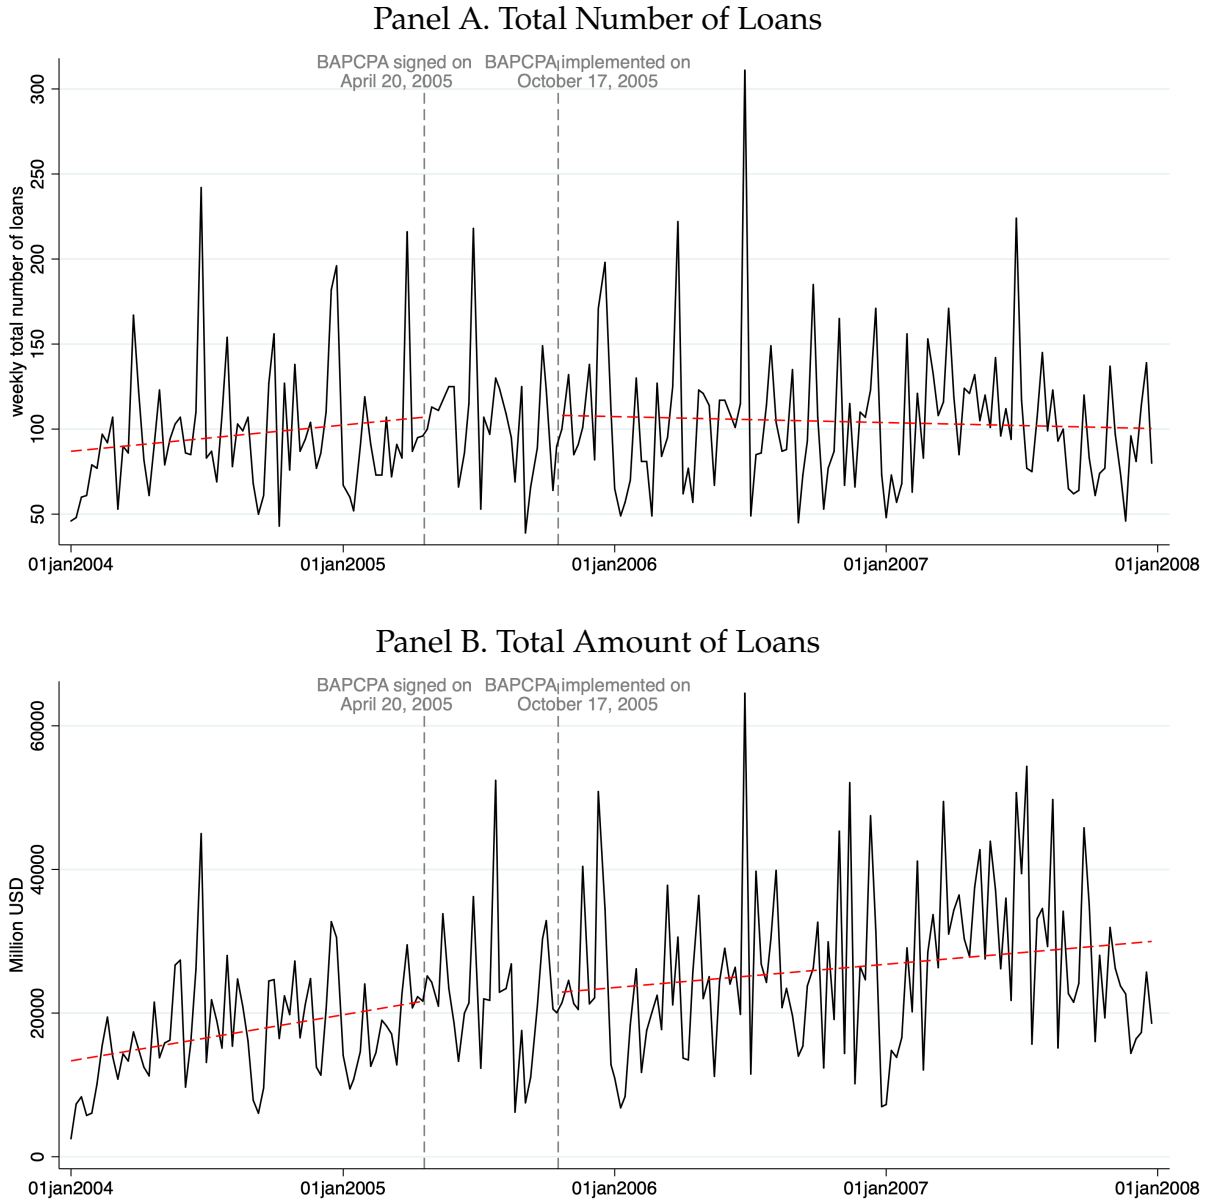 Panel A. Total Number of Loans
BAPCPA signed on
April 20, 2005
BAPCPA implemented on
October 17, 2005
weekly total number of loans
300
250
200
150
100
50
01jan2004
01jan2005
01jan2006
01jan2007
01jan2008
Panel B. Total Amount of Loans
BAPCPA signed on
April 20, 2005
BAPCPA implemented on
October 17, 2005
Million USD
60000
40000
20000
0
01jan2004
01jan2005
01jan2006
01jan2007
01jan2008